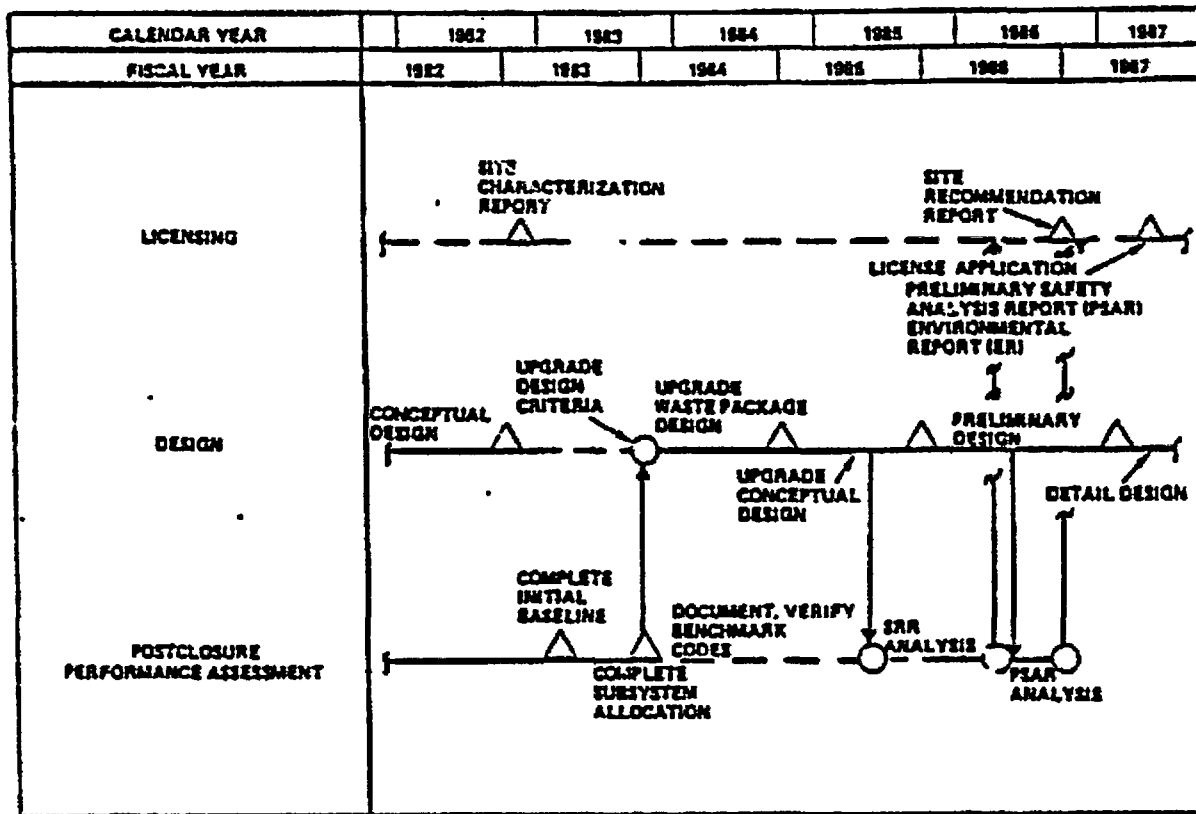 CALENDAR YEAR 1982 1983 1984 1985 1986 1987
FISCAL YEAR 1982 1983 1984 1985 1986 1987
LICENSING
SITE
CHARACTERIZATION
REPORT
SITE
RECOMMENDATION
REPORT
LICENSE APPLICATION
PRELIMINARY SAFETY
ANALYSIS REPORT (PSAR)
ENVIRONMENTAL
REPORT (ER)
DESIGN
CONCEPTUAL
DESIGN
UPGRADE
DESIGN
CRITERIA
UPGRADE
WASTE PACKAGE
DESIGN
UPGRADE
CONCEPTUAL
DESIGN
PRELIMINARY
DESIGN
DETAIL DESIGN
POSTCLOSURE
PERFORMANCE ASSESSMENT
COMPLETE
INITIAL
BASELINE
COMPLETE
SUBSYSTEM
ALLOCATION
DOCUMENT, VERIFY
BENCHMARK
CODES
SRR
ANALYSIS
PSAR
ANALYSIS